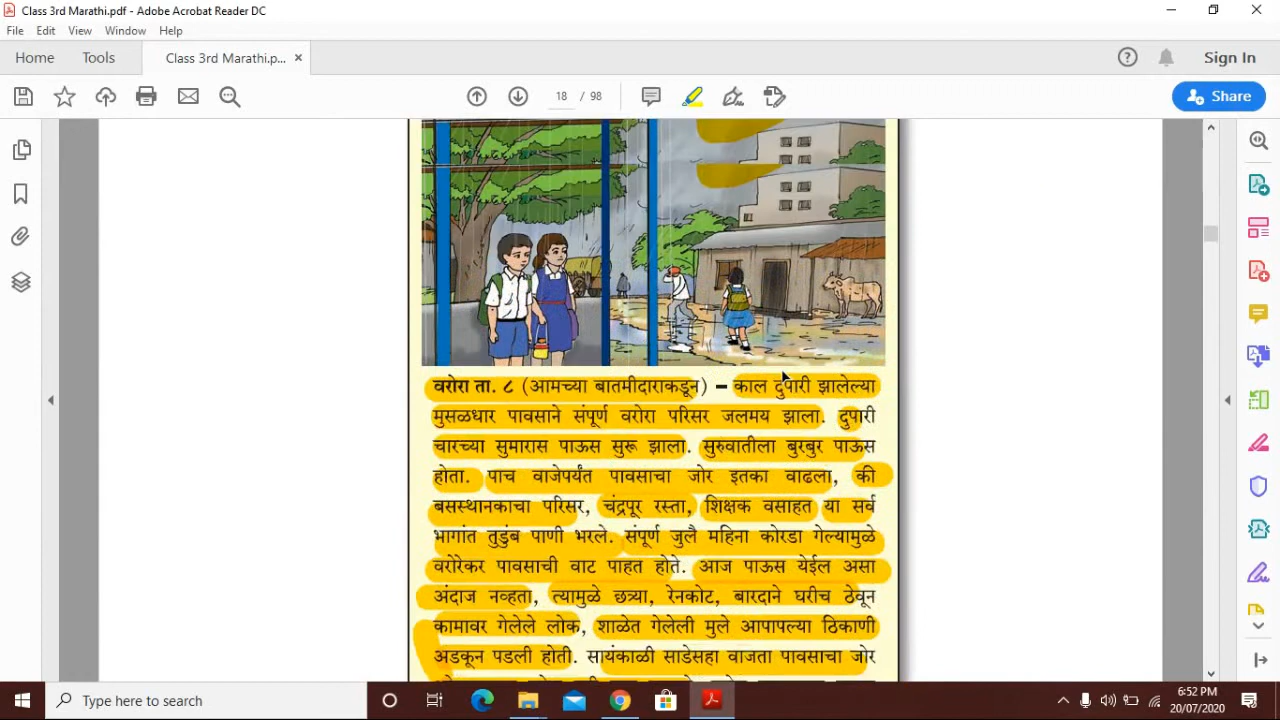 Class 3rd Marathi.pdf - Adobe Acrobat Reader DC
File Edit View Window Help
Home Tools Class 3rd Marathi.p... Sign In
18 / 98 Share
वरोरा ता. ८ (आमच्या बातमीदाराकडून) – काल दुपारी झालेल्या
मुसळधार पावसाने संपूर्ण वरोरा परिसर जलमय झाला. दुपारी
चारच्या सुमारास पाऊस सुरू झाला. सुरुवातीला बुरबुर पाऊस
होता. पाच वाजेपर्यंत पावसाचा जोर इतका वाढला, की
बसस्थानकाचा परिसर, चंद्रपूर रस्ता, शिक्षक वसाहत या सर्व
भागांत तुडुंब पाणी भरले. संपूर्ण जुलै महिना कोरडा गेल्यामुळे
वरोरेकर पावसाची वाट पाहत होते. आज पाऊस येईल असा
अंदाज नव्हता, त्यामुळे छत्र्या, रेनकोट, बारदाने घरीच ठेवून
कामावर गेलेले लोक, शाळेत गेलेली मुले आपापल्या ठिकाणी
अडकून पडली होती. सायंकाळी साडेसहा वाजता पावसाचा जोर
Type here to search
6:52 PM
20/07/2020